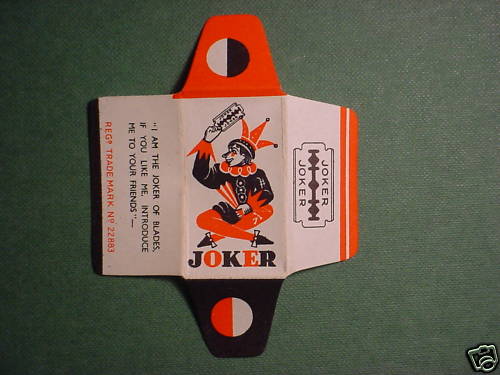 "I AM THE JOKER OF BLADES,
IF YOU LIKE ME, INTRODUCE
ME TO YOUR FRIENDS"—
REGD. TRADE MARK. No. 22883
JOKER
JOKER
JOKER